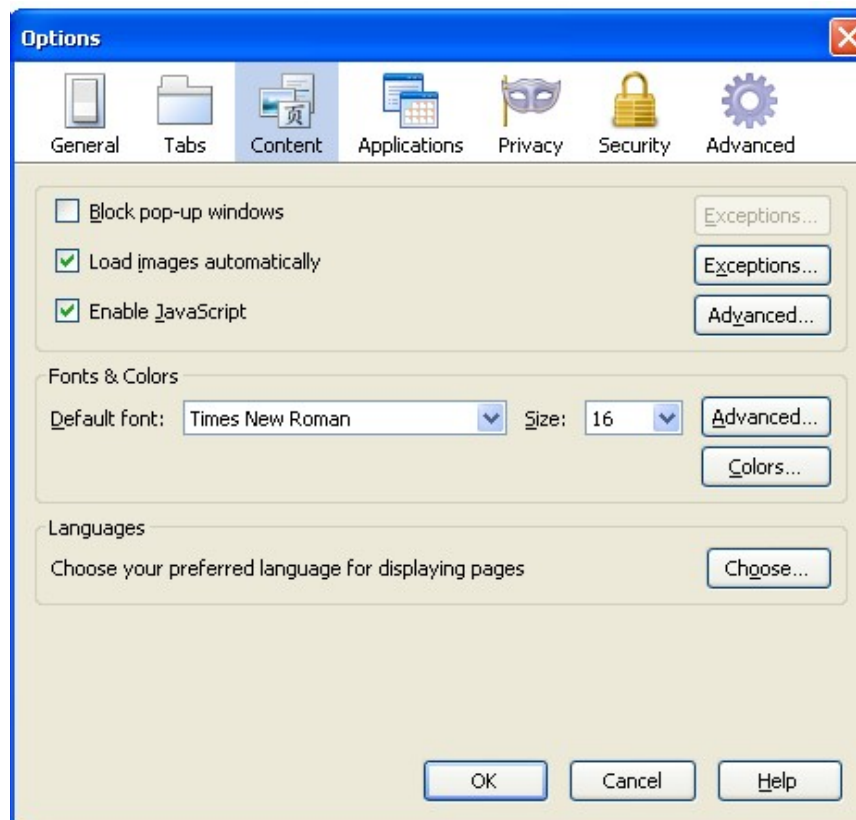 Options
General Tabs Content Applications Privacy Security Advanced
页
Block pop-up windows Exceptions...
Load images automatically Exceptions...
Enable JavaScript Advanced...
Fonts & Colors
Default font: Times New Roman Size: 16 Advanced...
Colors...
Languages
Choose your preferred language for displaying pages Choose...
OK Cancel Help